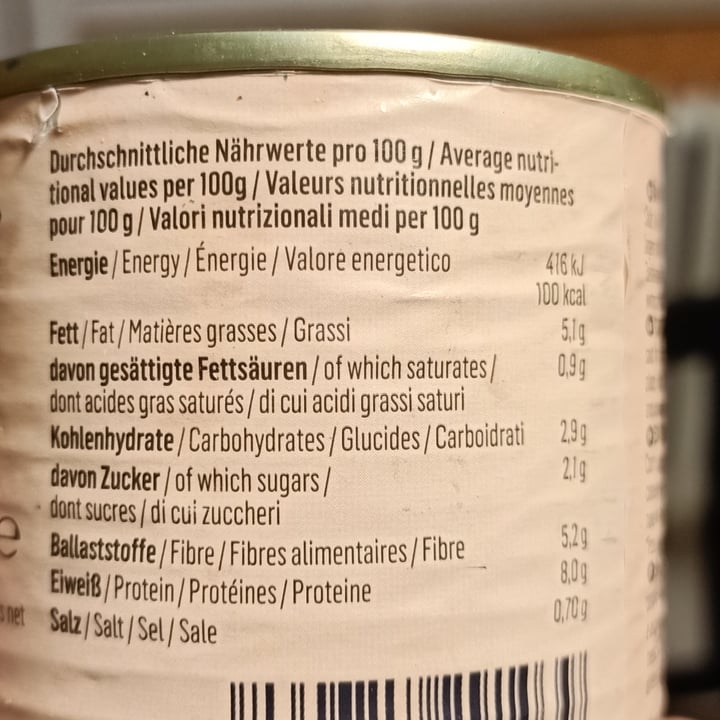 Durchschnittliche Nährwerte pro 100 g / Average nutri-
tional values per 100g / Valeurs nutritionnelles moyennes
pour 100 g / Valori nutrizionali medi per 100 g
Energie / Energy / Énergie / Valore energetico 416 kJ
100 kcal
Fett / Fat / Matières grasses / Grassi 5,1 g
davon gesättigte Fettsäuren / of which saturates / 0,9 g
dont acides gras saturés / di cui acidi grassi saturi
Kohlenhydrate / Carbohydrates / Glucides / Carboidrati 2,9 g
davon Zucker / of which sugars / 2,1 g
dont sucres / di cui zuccheri
Ballaststoffe / Fibre / Fibres alimentaires / Fibre 5,2 g
Eiweiß / Protein / Protéines / Proteine 8,0 g
Salz / Salt / Sel / Sale 0,70 g
e
net